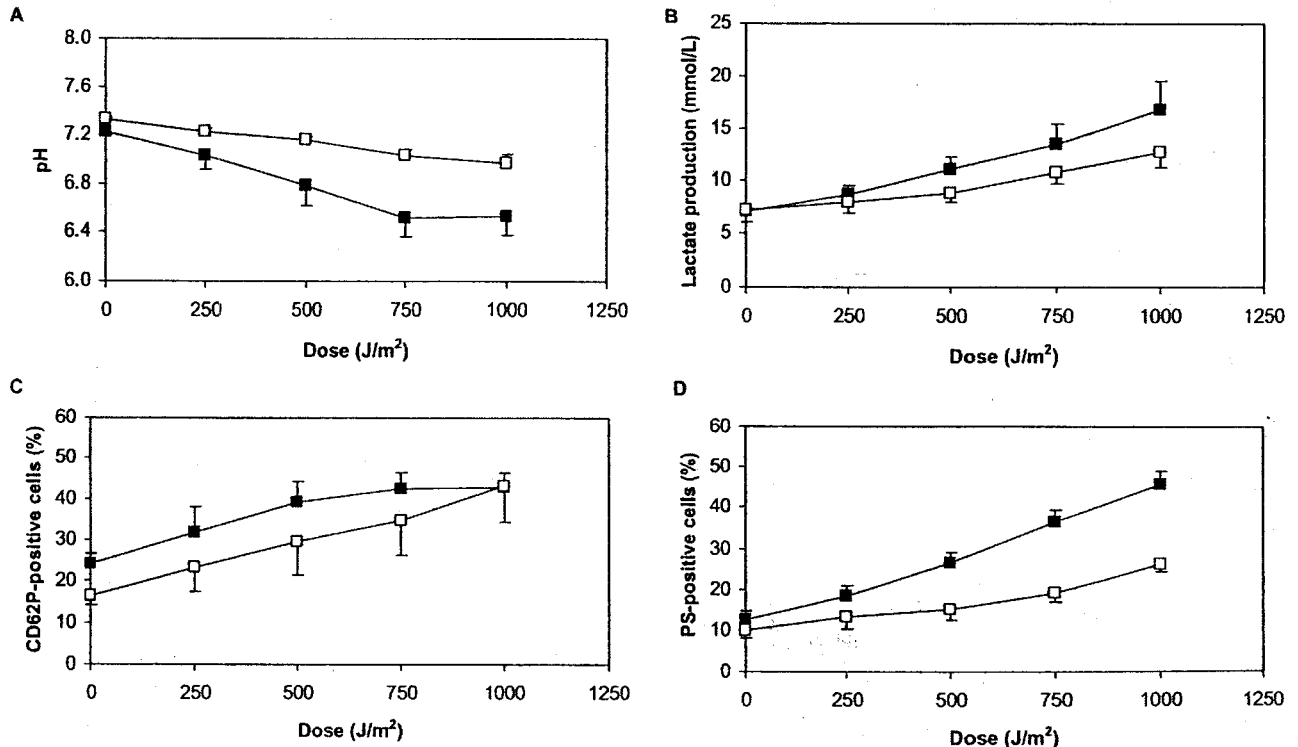 A
pH
8.0
7.6
7.2
6.8
6.4
6.0
0 250 500 750 1000 1250
Dose (J/m²)
B
Lactate production (mmol/L)
25
20
15
10
5
0
0 250 500 750 1000 1250
Dose (J/m²)
C
CD62P-positive cells (%)
60
50
40
30
20
10
0
0 250 500 750 1000 1250
Dose (J/m²)
D
PS-positive cells (%)
60
50
40
30
20
10
0
0 250 500 750 1000 1250
Dose (J/m²)